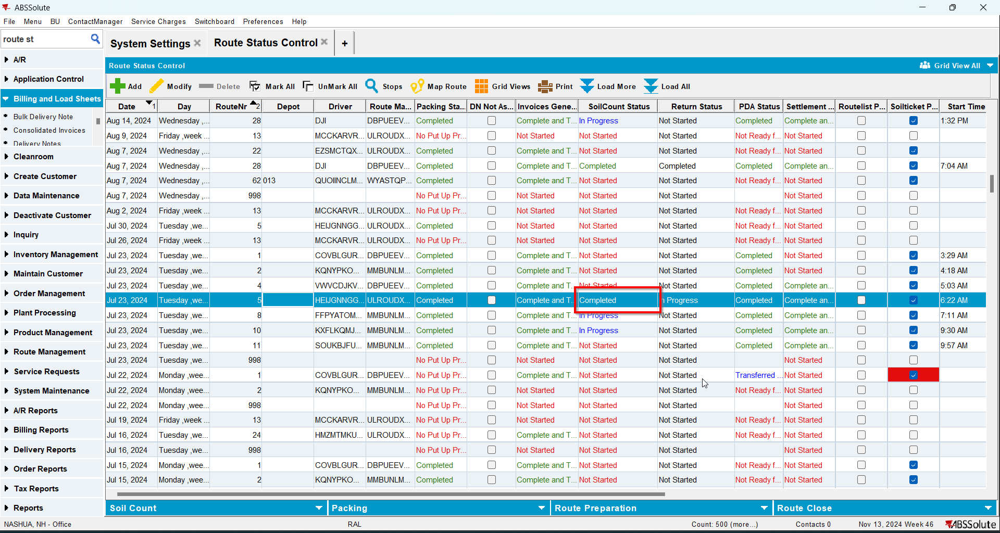 ABSSolute
File Menu BU ContactManager Service Charges Switchboard Preferences Help
route st
System Settings
Route Status Control
+
Route Status Control
Grid View All
Add Modify Delete Mark All UnMark All Stops Map Route Grid Views Print Load More Load All
A/R
Application Control
Billing and Load Sheets
Bulk Delivery Note
Consolidated Invoices
Delivery Notes
Cleanroom
Create Customer
Data Maintenance
Deactivate Customer
Inquiry
Inventory Management
Maintain Customer
Order Management
Plant Processing
Product Management
Route Management
Service Requests
System Maintenance
A/R Reports
Billing Reports
Delivery Reports
Order Reports
Tax Reports
Reports
Date 1 Day RouteNr 2 Depot Driver Route Ma... Packing Sta... DN Not As... Invoices Gene... SoilCount Status Return Status PDA Status Settlement ... Routelist P... Soilticket P... Start Time
Aug 14, 2024 Wednesday ,... 28 DJI DBPUEEV... Completed Complete and T... In Progress Not Started Completed Complete an... 1:32 PM
Aug 9, 2024 Friday ,week ... 13 MCCKARVR... ULROUDX... No Put Up Pr... Not Started Not Started Not Started Not Ready f... Not Started
Aug 7, 2024 Wednesday ,... 22 EZSMCTQX... ULROUDX... Completed Complete and T... Not Started Not Started Not Ready f... Not Started
Aug 7, 2024 Wednesday ,... 28 DJI DBPUEEV... Completed Complete and T... Completed Completed Completed Complete an... 7:04 AM
Aug 7, 2024 Wednesday ,... 62 013 QUOIINCLM... WYASTQP... Completed Complete and T... Not Started Not Started Not Ready f... Not Started
Aug 7, 2024 Wednesday ,... 998 No Put Up Pr... Not Started Not Started Not Started Not Started
Aug 2, 2024 Friday ,week ... 13 MCCKARVR... ULROUDX... No Put Up Pr... Not Started Not Started Not Started Not Ready f... Not Started
Jul 30, 2024 Tuesday ,we... 5 HEIJGNNGG... ULROUDX... Completed Not Started Not Started Not Started Not Ready f... Not Started
Jul 26, 2024 Friday ,week ... 13 MCCKARVR... ULROUDX... No Put Up Pr... Not Started Not Started Not Started Not Ready f... Not Started
Jul 23, 2024 Tuesday ,we... 1 COVBLGUR... DBPUEEV... Completed Complete and T... Not Started Not Started Completed Not Started 3:29 AM
Jul 23, 2024 Tuesday ,we... 2 KQNYPKO... MMBUNLM... Completed Complete and T... Not Started Not Started Completed Not Started 4:18 AM
Jul 23, 2024 Tuesday ,we... 4 VWVCDJKV... DBPUEEV... Completed Complete and T... Not Started Not Started Completed Complete an... 5:03 AM
Jul 23, 2024 Tuesday ,we... 5 HEIJGNNGG... ULROUDX... Completed Complete and T... Completed In Progress Completed Complete an... 6:22 AM
Jul 23, 2024 Tuesday ,we... 8 FFPYATOM... MMBUNLM... Completed Complete and T... In Progress Not Started Completed Complete an... 7:11 AM
Jul 23, 2024 Tuesday ,we... 10 KXFLKQMJ... MMBUNLM... Completed Complete and T... In Progress Not Started Completed Complete an... 9:30 AM
Jul 23, 2024 Tuesday ,we... 11 SOUKBJFU... MMBUNLM... Completed Complete and T... Not Started Not Started Completed Complete an... 9:57 AM
Jul 23, 2024 Tuesday ,we... 998 No Put Up Pr... Not Started Not Started Not Started Not Started
Jul 22, 2024 Monday ,wee... 1 COVBLGUR... DBPUEEV... No Put Up Pr... Complete and T... Not Started Not Started Transferred ... Not Started
Jul 22, 2024 Monday ,wee... 2 KQNYPKO... MMBUNLM... No Put Up Pr... Not Started Not Started Not Started Not Ready f... Not Started
Jul 22, 2024 Monday ,wee... 998 No Put Up Pr... Not Started Not Started Not Started Not Started
Jul 19, 2024 Friday ,week ... 13 MCCKARVR... ULROUDX... No Put Up Pr... Not Started Not Started Not Started Not Ready f... Not Started
Jul 16, 2024 Tuesday ,we... 24 HMZMTMKU... ULROUDX... No Put Up Pr... Complete and T... Not Started Not Started Not Ready f... Not Started
Jul 16, 2024 Tuesday ,we... 998 No Put Up Pr... Not Started Not Started Not Started Not Started
Jul 15, 2024 Monday ,wee... 1 COVBLGUR... DBPUEEV... Completed Complete and T... Not Started Not Started Not Ready f... Not Started
Jul 15, 2024 Monday ,wee... 2 KQNYPKO... MMBUNLM... Completed Complete and T... Not Started Not Started Not Ready f... Not Started
Soil Count Packing Route Preparation Route Close
NASHUA, NH - Office RAL Count: 500 (more...) Contacts 0 Nov 13, 2024 Week 46 ABSSolute